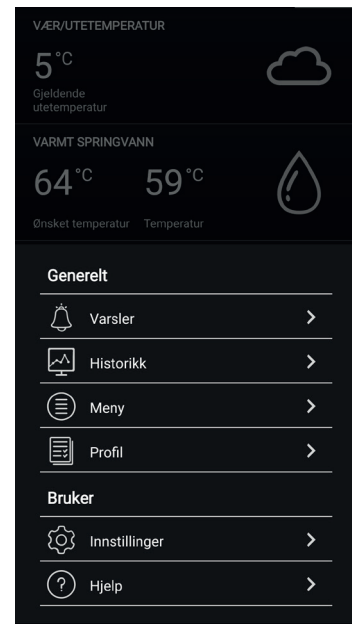 VÆR/UTETEMPERATUR
5°C
Gjeldende
utetemperatur
VARMT SPRINGVANN
64°C 59°C
Ønsket temperatur Temperatur
Generelt
Varsler
Historikk
Meny
Profil
Bruker
Innstillinger
Hjelp